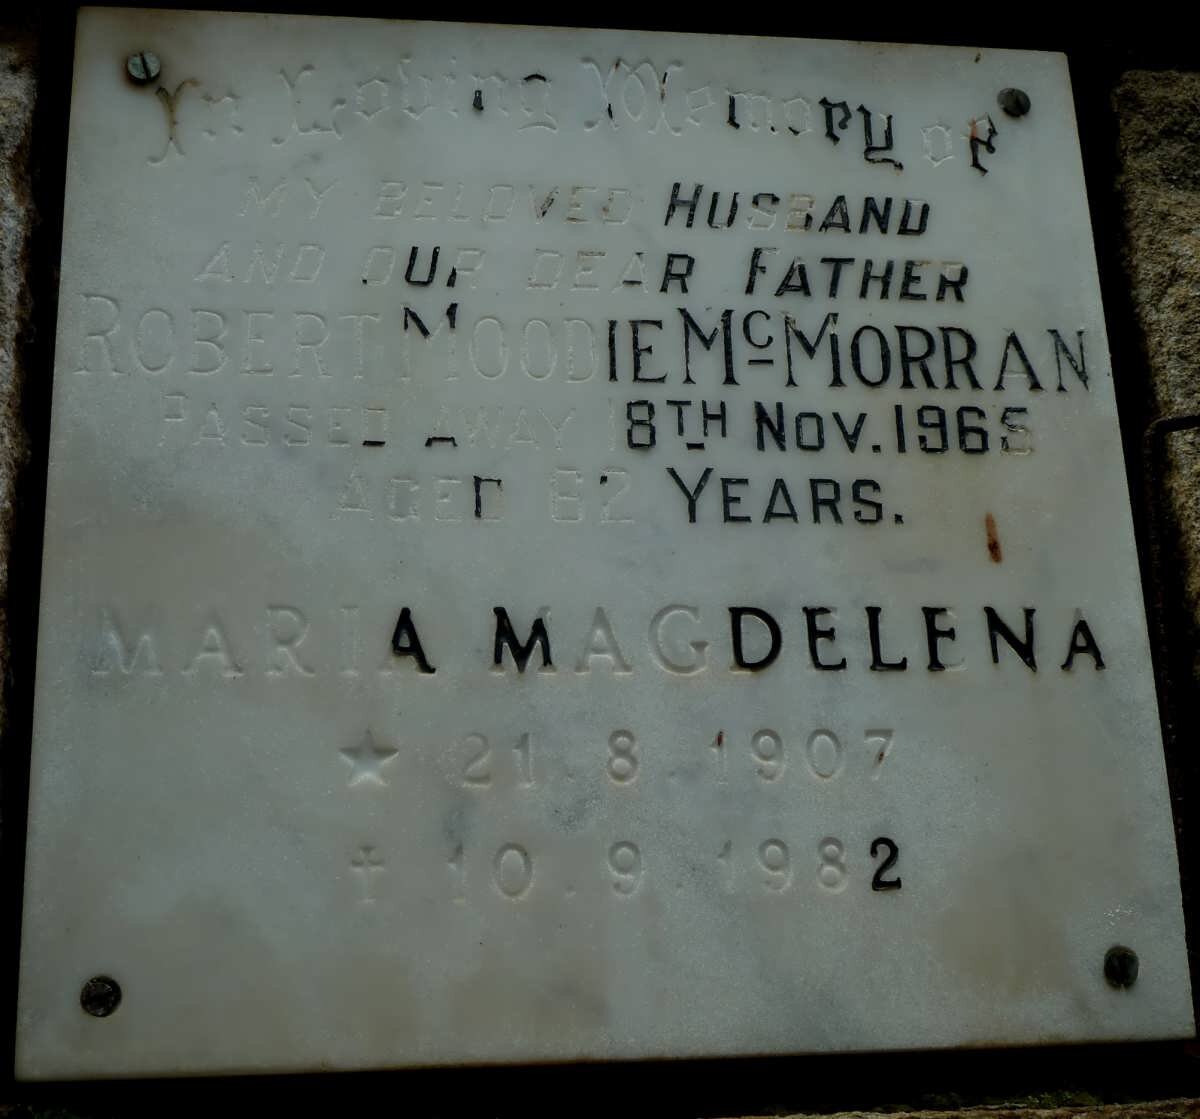 In Loving Memory of
MY BELOVED HUSBAND
AND OUR DEAR FATHER
ROBERT MOODIE McMORRAN
PASSED AWAY 18TH NOV. 1965
AGED 62 YEARS.
MARIA MAGDELENA
★ 21. 8. 1907
✝ 10. 9. 1982